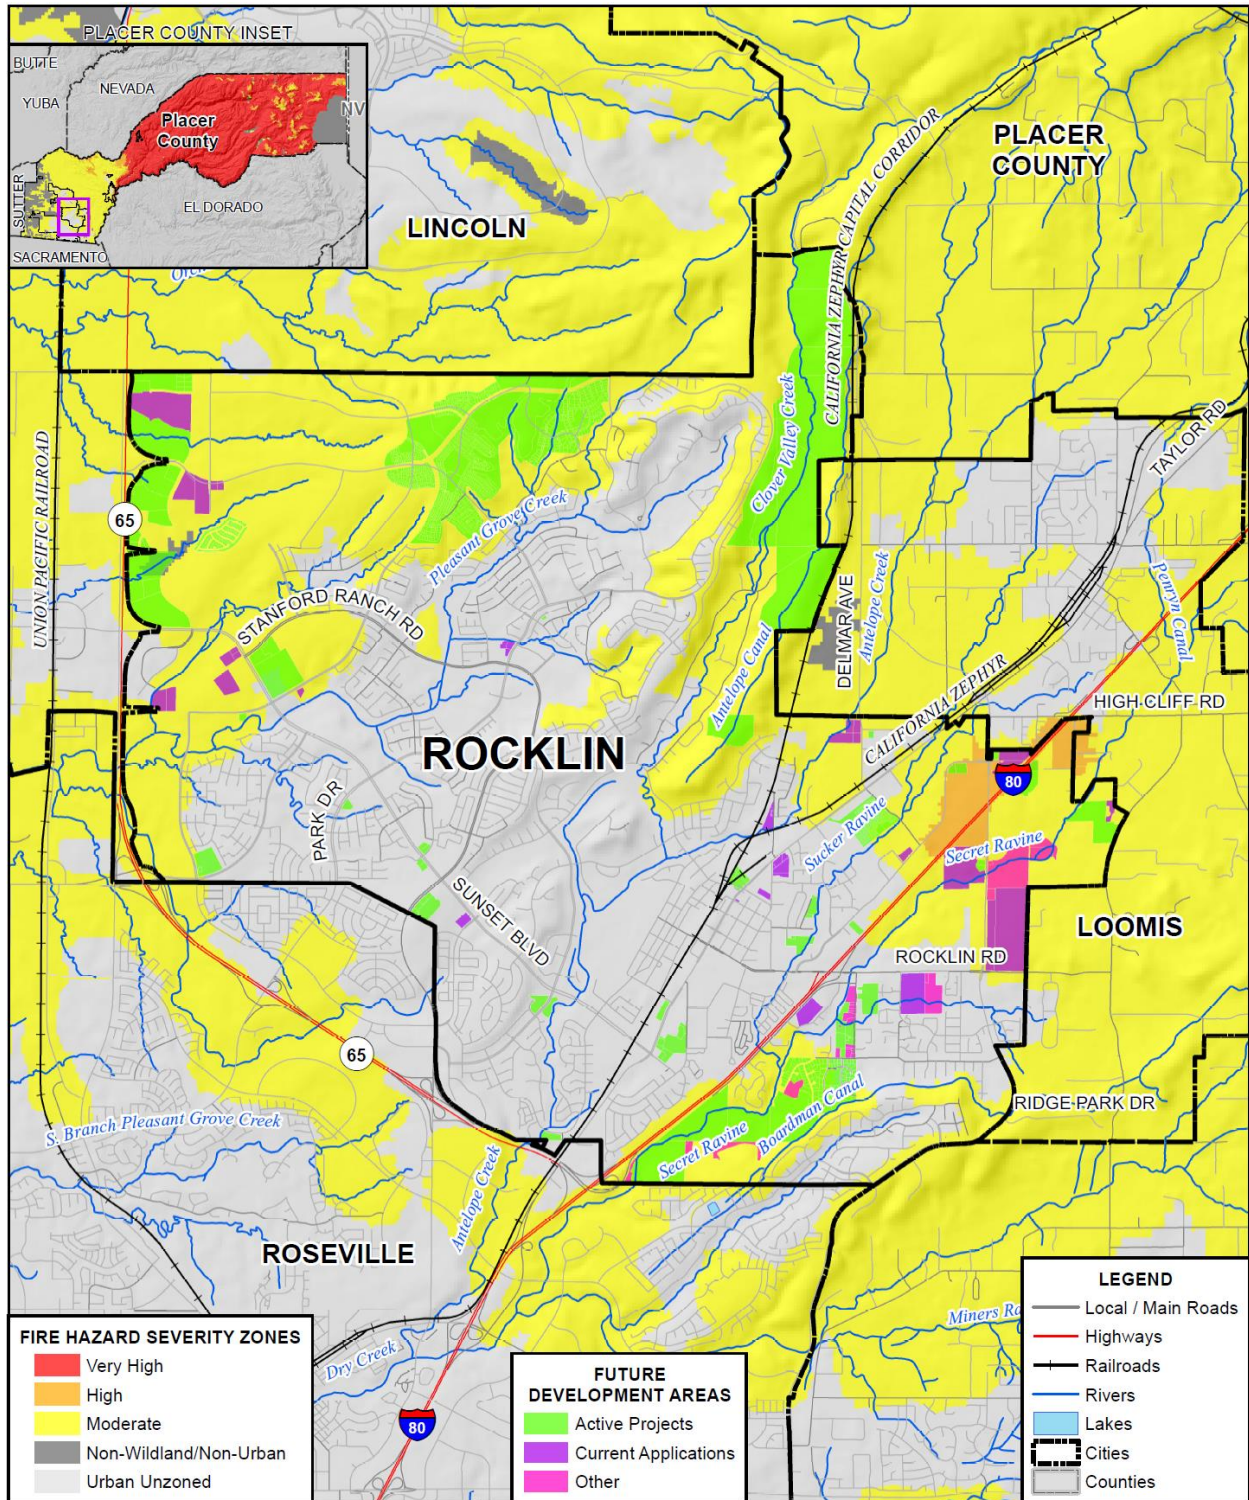 PLACER COUNTY INSET
BUTTE
NEVADA
YUBA
Placer
County
NV
SUTTER
EL DORADO
SACRAMENTO
LINCOLN
PLACER
COUNTY
CALIFORNIA ZEPHYR CAPITAL CORRIDOR
TAYLOR RD
UNION PACIFIC RAILROAD
65
Clover Valley Creek
Pleasant Grove Creek
STANFORD RANCH RD
DELMAR AVE
Antelope Creek
Penryn Canal
Antelope Canal
CALIFORNIA ZEPHYR
HIGH CLIFF RD
ROCKLIN
80
PARK DR
Sucker Ravine
Secret Ravine
SUNSET BLVD
LOOMIS
ROCKLIN RD
65
S. Branch Pleasant Grove Creek
Boardman Canal
RIDGE PARK DR
Secret Ravine
Antelope Creek
ROSEVILLE
Miners
Dry Creek
80
FIRE HAZARD SEVERITY ZONES
Very High
High
Moderate
Non-Wildland/Non-Urban
Urban Unzoned
FUTURE
DEVELOPMENT AREAS
Active Projects
Current Applications
Other
LEGEND
Local / Main Roads
Highways
Railroads
Rivers
Lakes
Cities
Counties